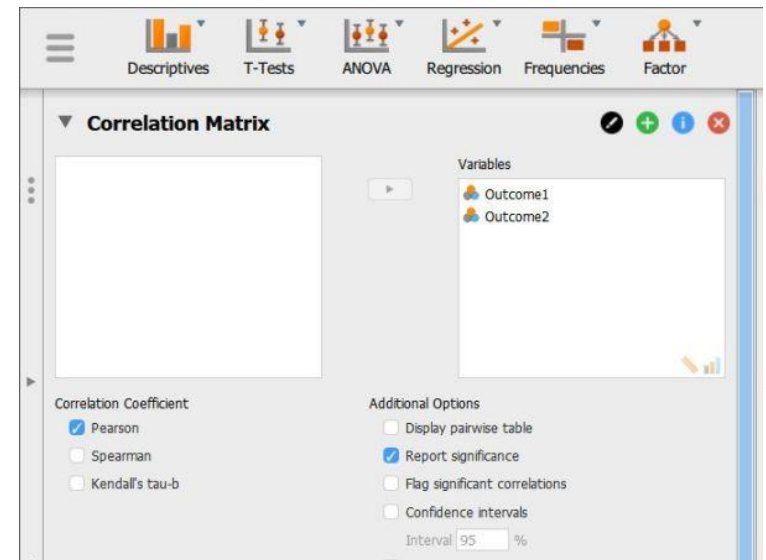 Descriptives T-Tests ANOVA Regression Frequencies Factor
Correlation Matrix
Variables
Outcome1
Outcome2
Correlation Coefficient
Pearson
Spearman
Kendall's tau-b
Additional Options
Display pairwise table
Report significance
Flag significant correlations
Confidence intervals
Interval 95 %